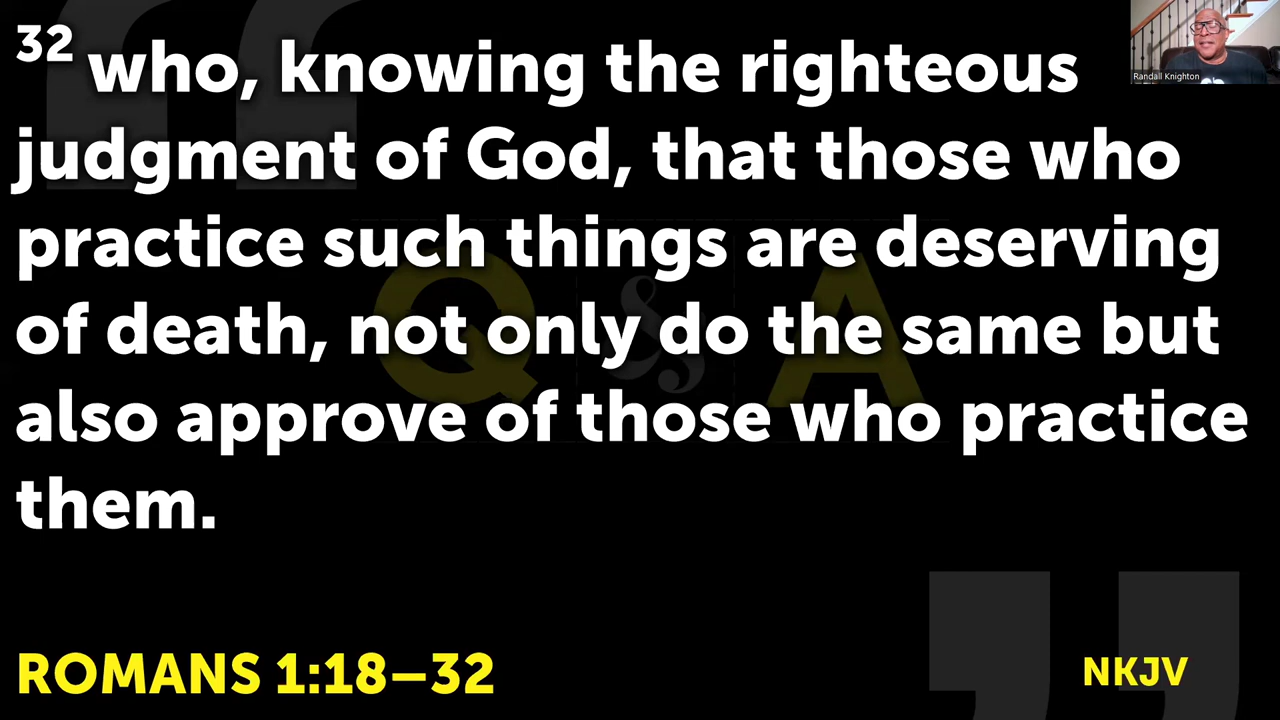 32 who, knowing the righteous
judgment of God, that those who
practice such things are deserving
of death, not only do the same but
also approve of those who practice
them.
ROMANS 1:18–32
NKJV
Randall Knighton
Q & A